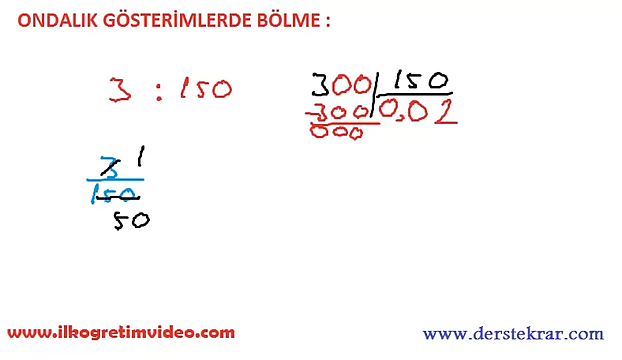 ONDALIK GÖSTERİMLERDE BÖLME :
3 : 150
300 150
-300 0,02
000
3 1
150
50
www.ilkogretimvideo.com
www.derstekrar.com